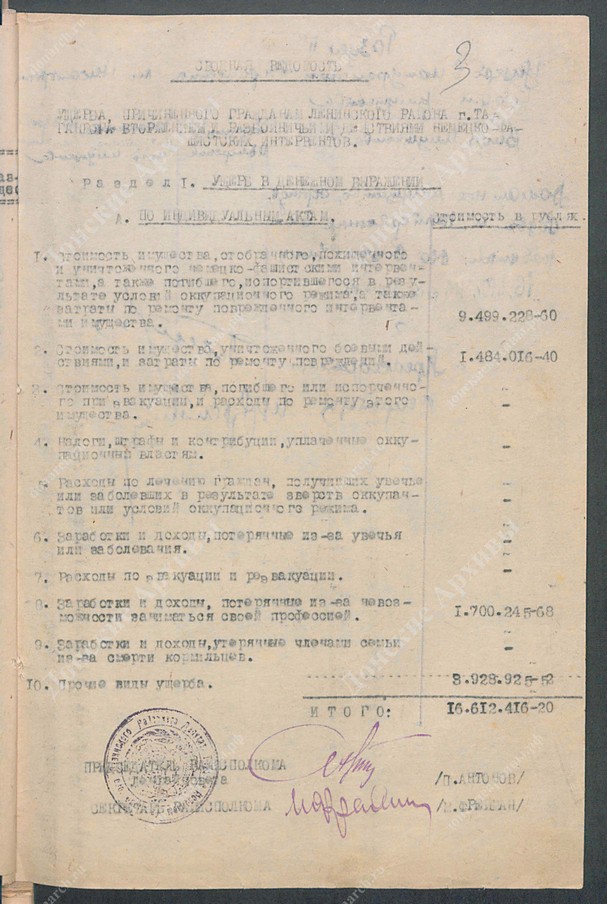 3
СВОДНАЯ ВЕДОМОСТЬ
УЩЕРБА, ПРИЧИНЕННОГО ГРАЖДАНАМ ЛЕНИНСКОГО РАЙОНА г.ТА-
ГАНРОГА ВТОРЖЕНИЕМ И РАЗБОЙНИЧЬИМИ ДЕЙСТВИЯМИ НЕМЕЦКО-ФА-
ШИСТСКИХ ИНТЕРВЕНТОВ.
Раздел I. УЩЕРБ В ДЕНЕЖНОМ ВЫРАЖЕНИИ
А. ПО ИНДИВИДУАЛЬНЫМ АКТАМ. Стоимость в рублях
1. Стоимость имущества, отобранного, похищенного
и уничтоженного немецко-фашистскими интервен-
тами, а также погибшего, испортившегося в резу-
льтате условий оккупационного режима, а также
затраты по ремонту поврежденного интервента-
ми имущества. 9.499.228-60
2. Стоимость имущества, уничтоженного боевыми дей-
ствиями, и затраты по ремонту повреждений. 1.484.016-40
3. Стоимость имущества, погибшего или испорченно-
го при эвакуации, и расходы по ремонту этого
имущества. -
4. Налоги, штрафы и контрибуции, уплаченные окку-
пационным властям. -
5. Расходы по лечению граждан, получивших увечье
или заболевших в результате зверств оккупан-
тов или условий оккупационного режима. -
6. Заработки и доходы, потерянные из-за увечья
или заболевания. -
7. Расходы по эвакуации и реэвакуации. -
8. Заработки и доходы, потерянные из-за невоз-
можности заниматься своей профессией. 1.700.245-68
9. Заработки и доходы, утерянные членами семьи
из-за смерти кормильцев. -
10. Прочие виды ущерба. 3.928.925-52
ИТОГО: 16.612.416-20
ПРЕДСЕДАТЕЛЬ РАЙИСПОЛКОМА
Ленрайсовета /П.АНТОНОВ/
СЕКРЕТАРЬ РАЙИСПОЛКОМА /М.ФРЕЙМАН/